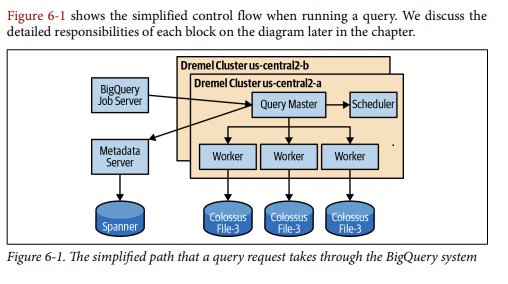 Figure 6-1 shows the simplified control flow when running a query. We discuss the
detailed responsibilities of each block on the diagram later in the chapter.
Dremel Cluster us-central2-b
Dremel Cluster us-central2-a
BigQuery
Job Server
Query Master
Scheduler
Metadata
Server
Worker
Worker
Worker
Spanner
Colossus
File-3
Colossus
File-3
Colossus
File-3
Figure 6-1. The simplified path that a query request takes through the BigQuery system